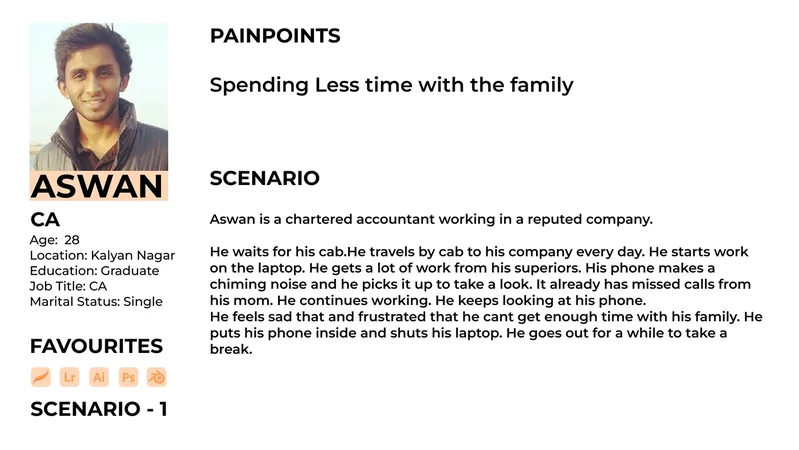 ASWAN
CA
Age:  28
Location: Kalyan Nagar
Education: Graduate
Job Title: CA
Marital Status: Single
FAVOURITES
Lr Ai Ps
SCENARIO - 1
PAINPOINTS
Spending Less time with the family
SCENARIO
Aswan is a chartered accountant working in a reputed company.
He waits for his cab.He travels by cab to his company every day. He starts work
on the laptop. He gets a lot of work from his superiors. His phone makes a
chiming noise and he picks it up to take a look. It already has missed calls from
his mom. He continues working. He keeps looking at his phone.
He feels sad that and frustrated that he cant get enough time with his family. He
puts his phone inside and shuts his laptop. He goes out for a while to take a
break.